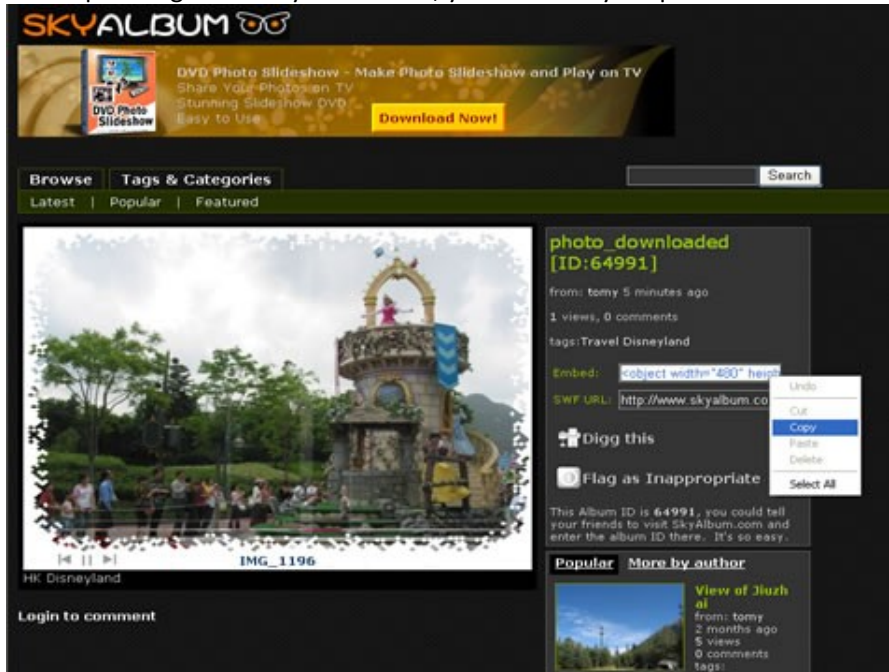 SKYALBUM
DVD Photo Slideshow - Make Photo Slideshow and Play on TV
Share Your Photos on TV
Stunning Slideshow DVD
Easy to Use
Download Now!
DVD Photo
Slideshow
Browse
Tags & Categories
Search
Latest | Popular | Featured
IMG_1196
HK Disneyland
Login to comment
photo_downloaded
[ID:64991]
from: tomy 5 minutes ago
1 views, 0 comments
tags:Travel Disneyland
Embed: <object width="480" heigh
SWF URL: http://www.skyalbum.co
Undo
Cut
Copy
Paste
Delete
Select All
Digg this
Flag as Inappropriate
This Album ID is 64991, you could tell
your friends to visit SkyAlbum.com and
enter the album ID there. It's so easy.
Popular More by author
View of Jiuzh
ai
from: tomy
2 months ago
5 views
0 comments
tags: